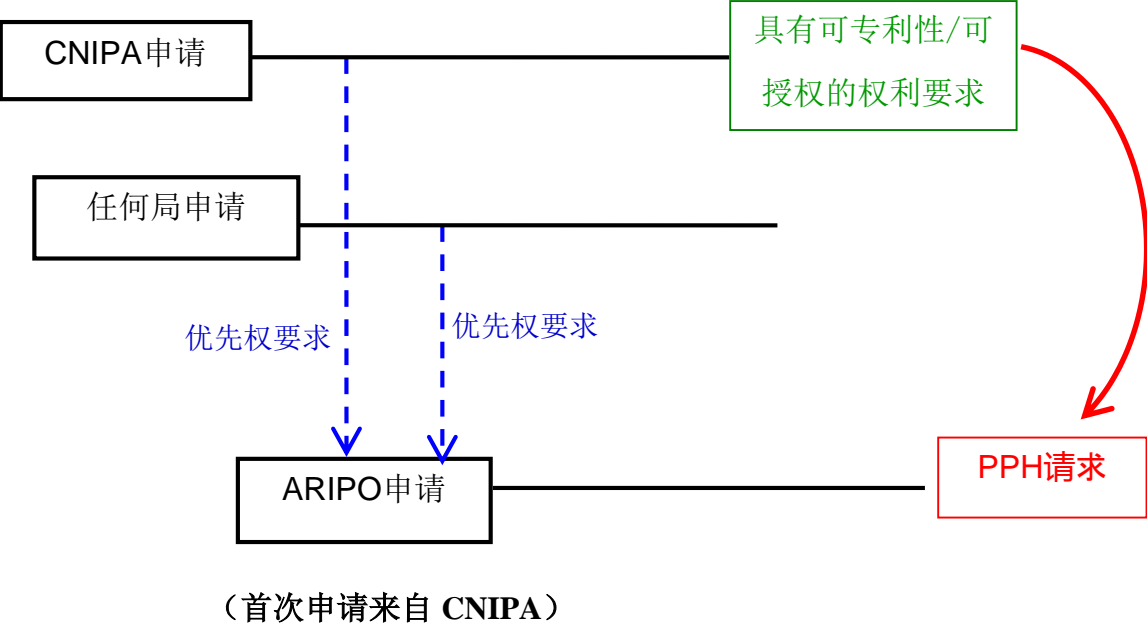 CNIPA申请
具有可专利性/可
授权的权利要求
任何局申请
优先权要求
优先权要求
ARIPO申请
PPH请求
（首次申请来自 CNIPA）